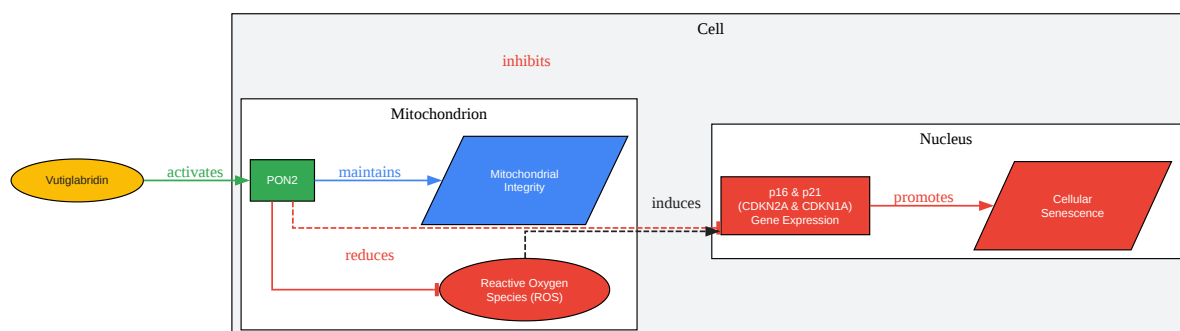 Cell
inhibits
Mitochondrion
Nucleus
Vutiglabridin
activates
PON2
maintains
Mitochondrial
Integrity
induces
p16 & p21
(CDKN2A & CDKN1A)
Gene Expression
promotes
Cellular
Senescence
reduces
Reactive Oxygen
Species (ROS)